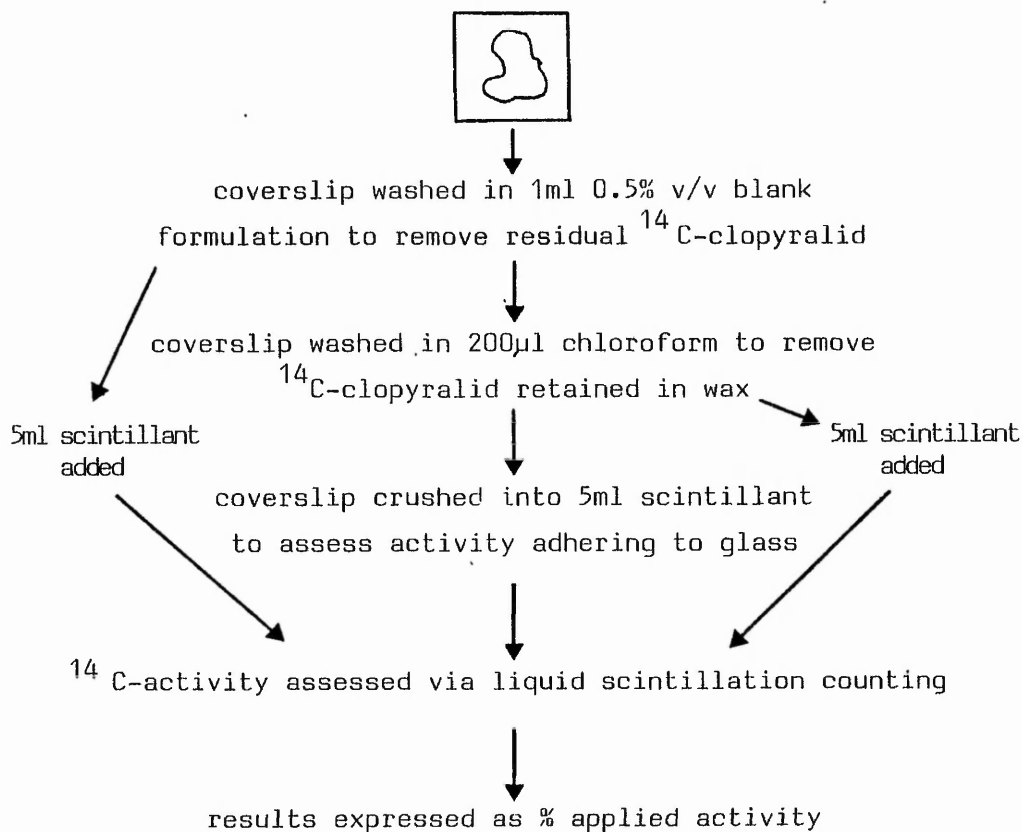 coverslip washed in 1ml 0.5% v/v blank
formulation to remove residual ¹⁴C-clopyralid
coverslip washed in 200µl chloroform to remove
¹⁴C-clopyralid retained in wax
5ml scintillant
added
5ml scintillant
added
coverslip crushed into 5ml scintillant
to assess activity adhering to glass
¹⁴C-activity assessed via liquid scintillation counting
results expressed as % applied activity